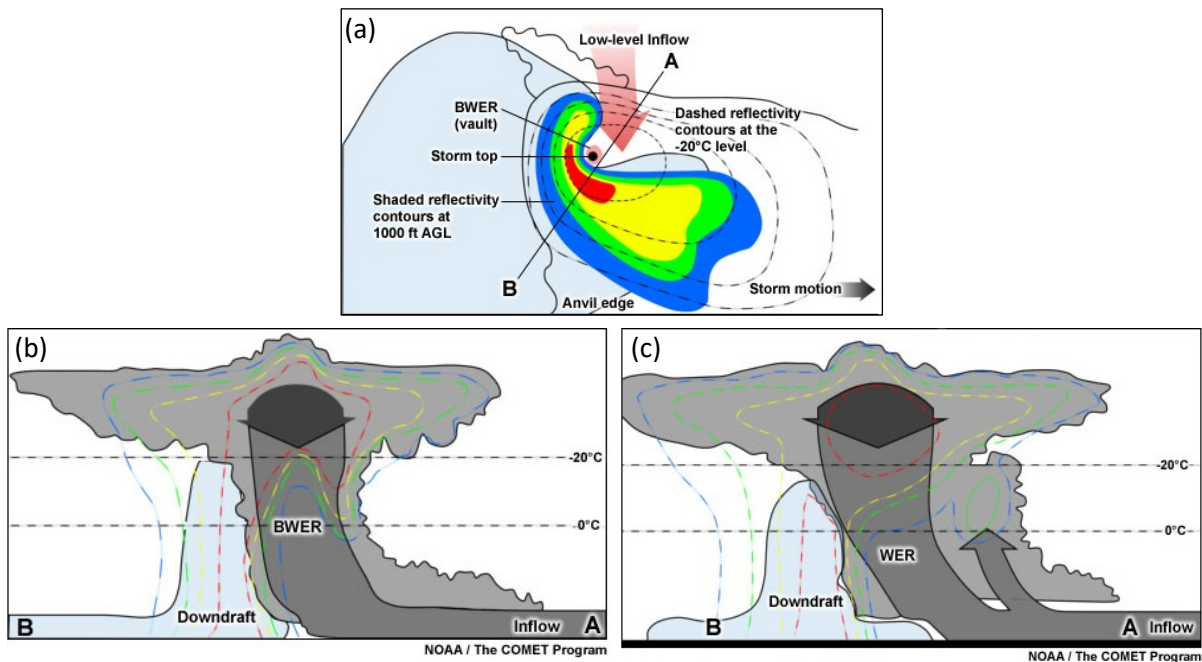 (a)
Low-level Inflow
A
BWER
(vault)
Dashed reflectivity
contours at the
-20°C level
Storm top
Shaded reflectivity
contours at
1000 ft AGL
B
Storm motion
Anvil edge
(b)
-20°C
BWER
0°C
Downdraft
B
Inflow
A
NOAA / The COMET Program
(c)
-20°C
0°C
WER
Downdraft
B
A
Inflow
NOAA / The COMET Program